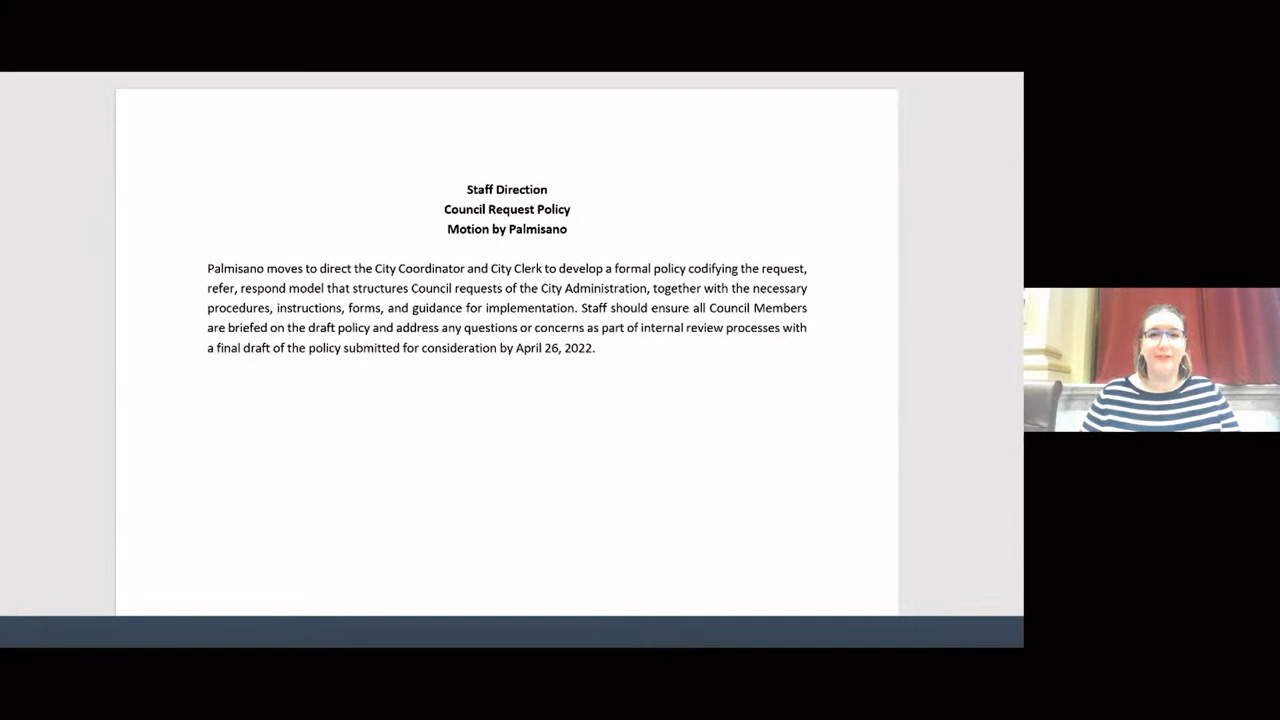 Staff Direction
Council Request Policy
Motion by Palmisano
Palmisano moves to direct the City Coordinator and City Clerk to develop a formal policy codifying the request,
refer, respond model that structures Council requests of the City Administration, together with the necessary
procedures, instructions, forms, and guidance for implementation. Staff should ensure all Council Members
are briefed on the draft policy and address any questions or concerns as part of internal review processes with
a final draft of the policy submitted for consideration by April 26, 2022.